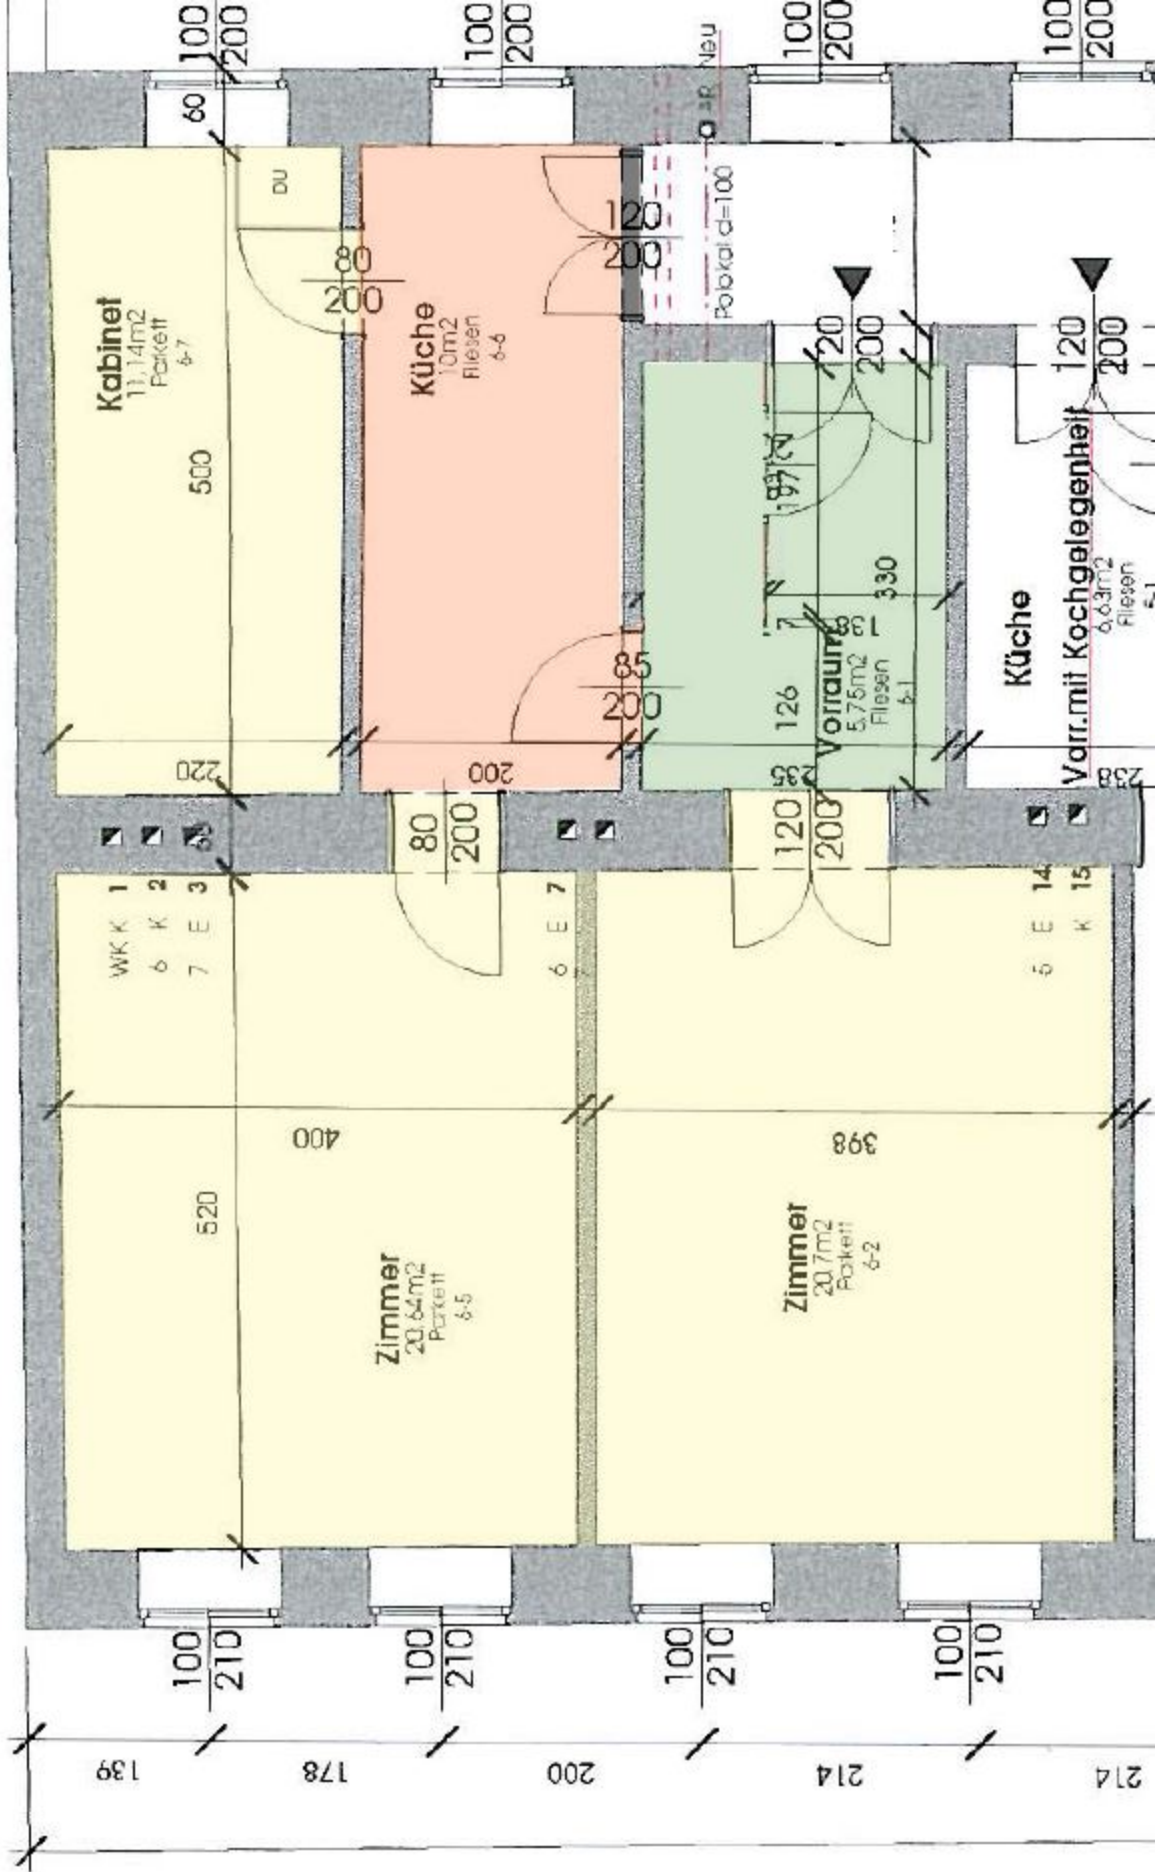 100
200
100
200
100
200
100
200
60
Neu
DU
Polokal d=100
120
200
80
200
Kabinet
11,14m2
Parkett
6-7
Küche
10m2
Fliesen
6-6
120
200
120
200
500
197
330
7
138
85
200
126
Vorraum
5,75m2
Fliesen
6-1
Küche
Vorr.mit Kochgelegenheit
6,63m2
Fliesen
220
200
235
238
80
200
120
200
WK K 1
6 K 2
7 E 3
6 E 7
5 E 14
K 15
400
398
520
Zimmer
20,64m2
Parkett
6-5
Zimmer
20,7m2
Parkett
6-2
100
210
100
210
100
210
100
210
139
178
200
214
214